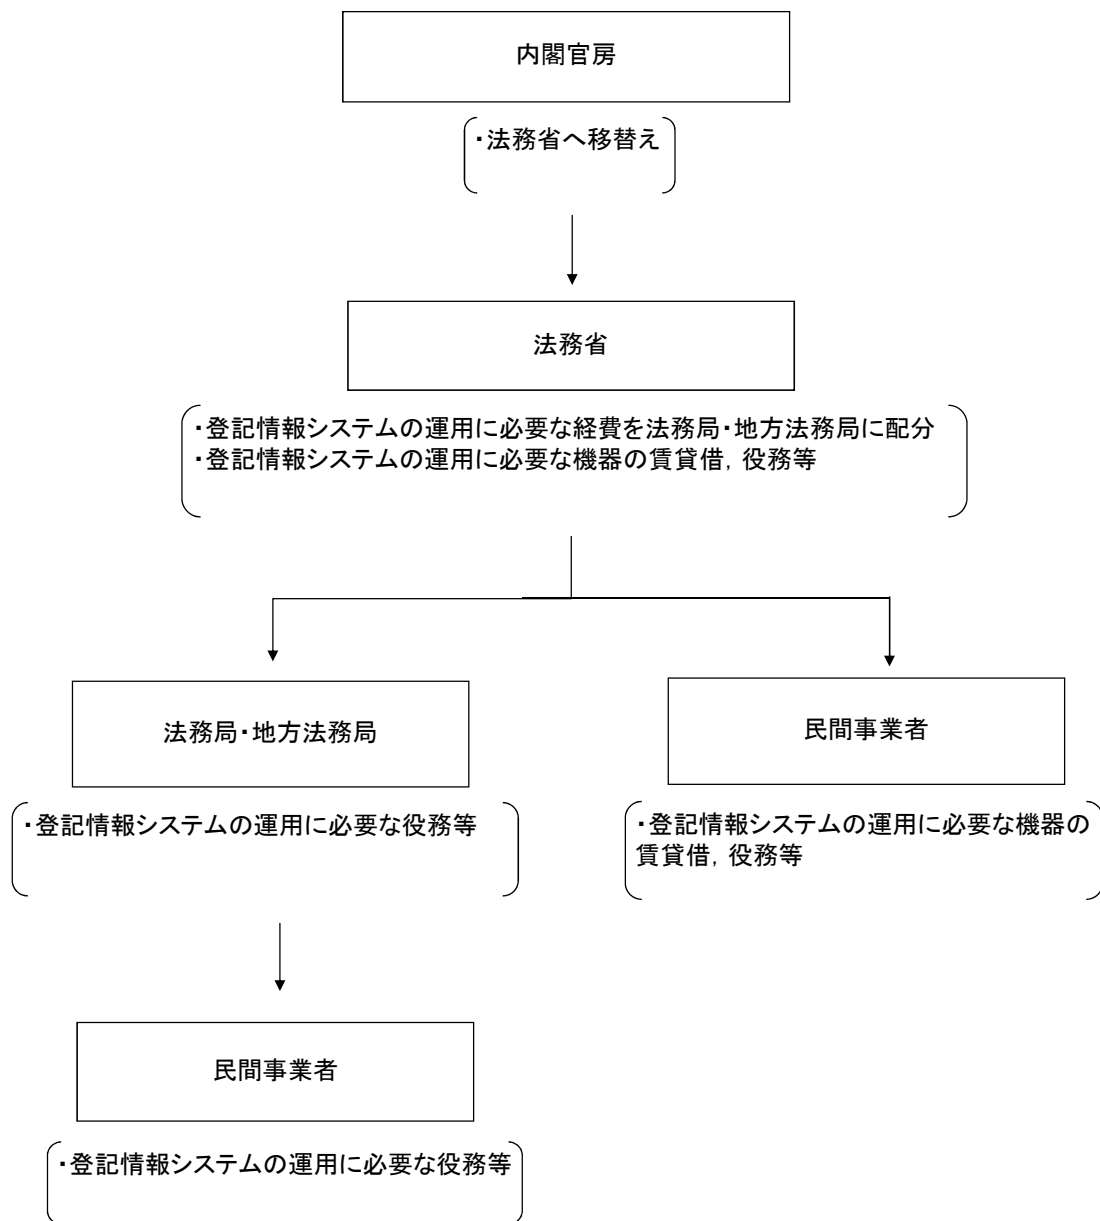 内閣官房
・法務省へ移替え
法務省
・登記情報システムの運用に必要な経費を法務局・地方法務局に配分
・登記情報システムの運用に必要な機器の賃貸借，役務等
法務局・地方法務局
民間事業者
・登記情報システムの運用に必要な役務等
・登記情報システムの運用に必要な機器の
賃貸借，役務等
民間事業者
・登記情報システムの運用に必要な役務等